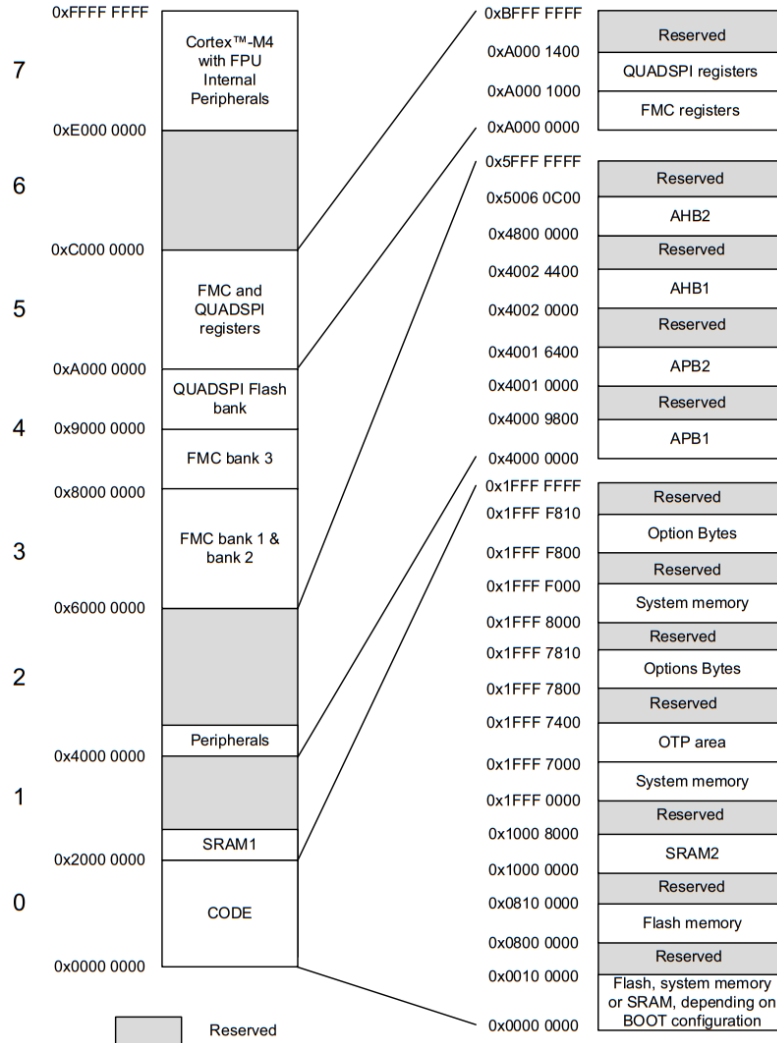 0xFFFF FFFF
7
Cortex™-M4
with FPU
Internal
Peripherals
0xE000 0000
6
0xC000 0000
5
FMC and
QUADSPI
registers
0xA000 0000
QUADSPI Flash
bank
4
0x9000 0000
FMC bank 3
0x8000 0000
3
FMC bank 1 &
bank 2
0x6000 0000
2
Peripherals
0x4000 0000
1
SRAM1
0x2000 0000
0
CODE
0x0000 0000
Reserved
0xBFFF FFFF
Reserved
0xA000 1400
QUADSPI registers
0xA000 1000
FMC registers
0xA000 0000
0x5FFF FFFF
Reserved
0x5006 0C00
AHB2
0x4800 0000
Reserved
0x4002 4400
AHB1
0x4002 0000
Reserved
0x4001 6400
APB2
0x4001 0000
Reserved
0x4000 9800
APB1
0x4000 0000
0x1FFF FFFF
Reserved
0x1FFF F810
Option Bytes
0x1FFF F800
Reserved
0x1FFF F000
System memory
0x1FFF 8000
Reserved
0x1FFF 7810
Options Bytes
0x1FFF 7800
Reserved
0x1FFF 7400
OTP area
0x1FFF 7000
System memory
0x1FFF 0000
Reserved
0x1000 8000
SRAM2
0x1000 0000
Reserved
0x0810 0000
Flash memory
0x0800 0000
Reserved
0x0010 0000
Flash, system memory
or SRAM, depending on
BOOT configuration
0x0000 0000